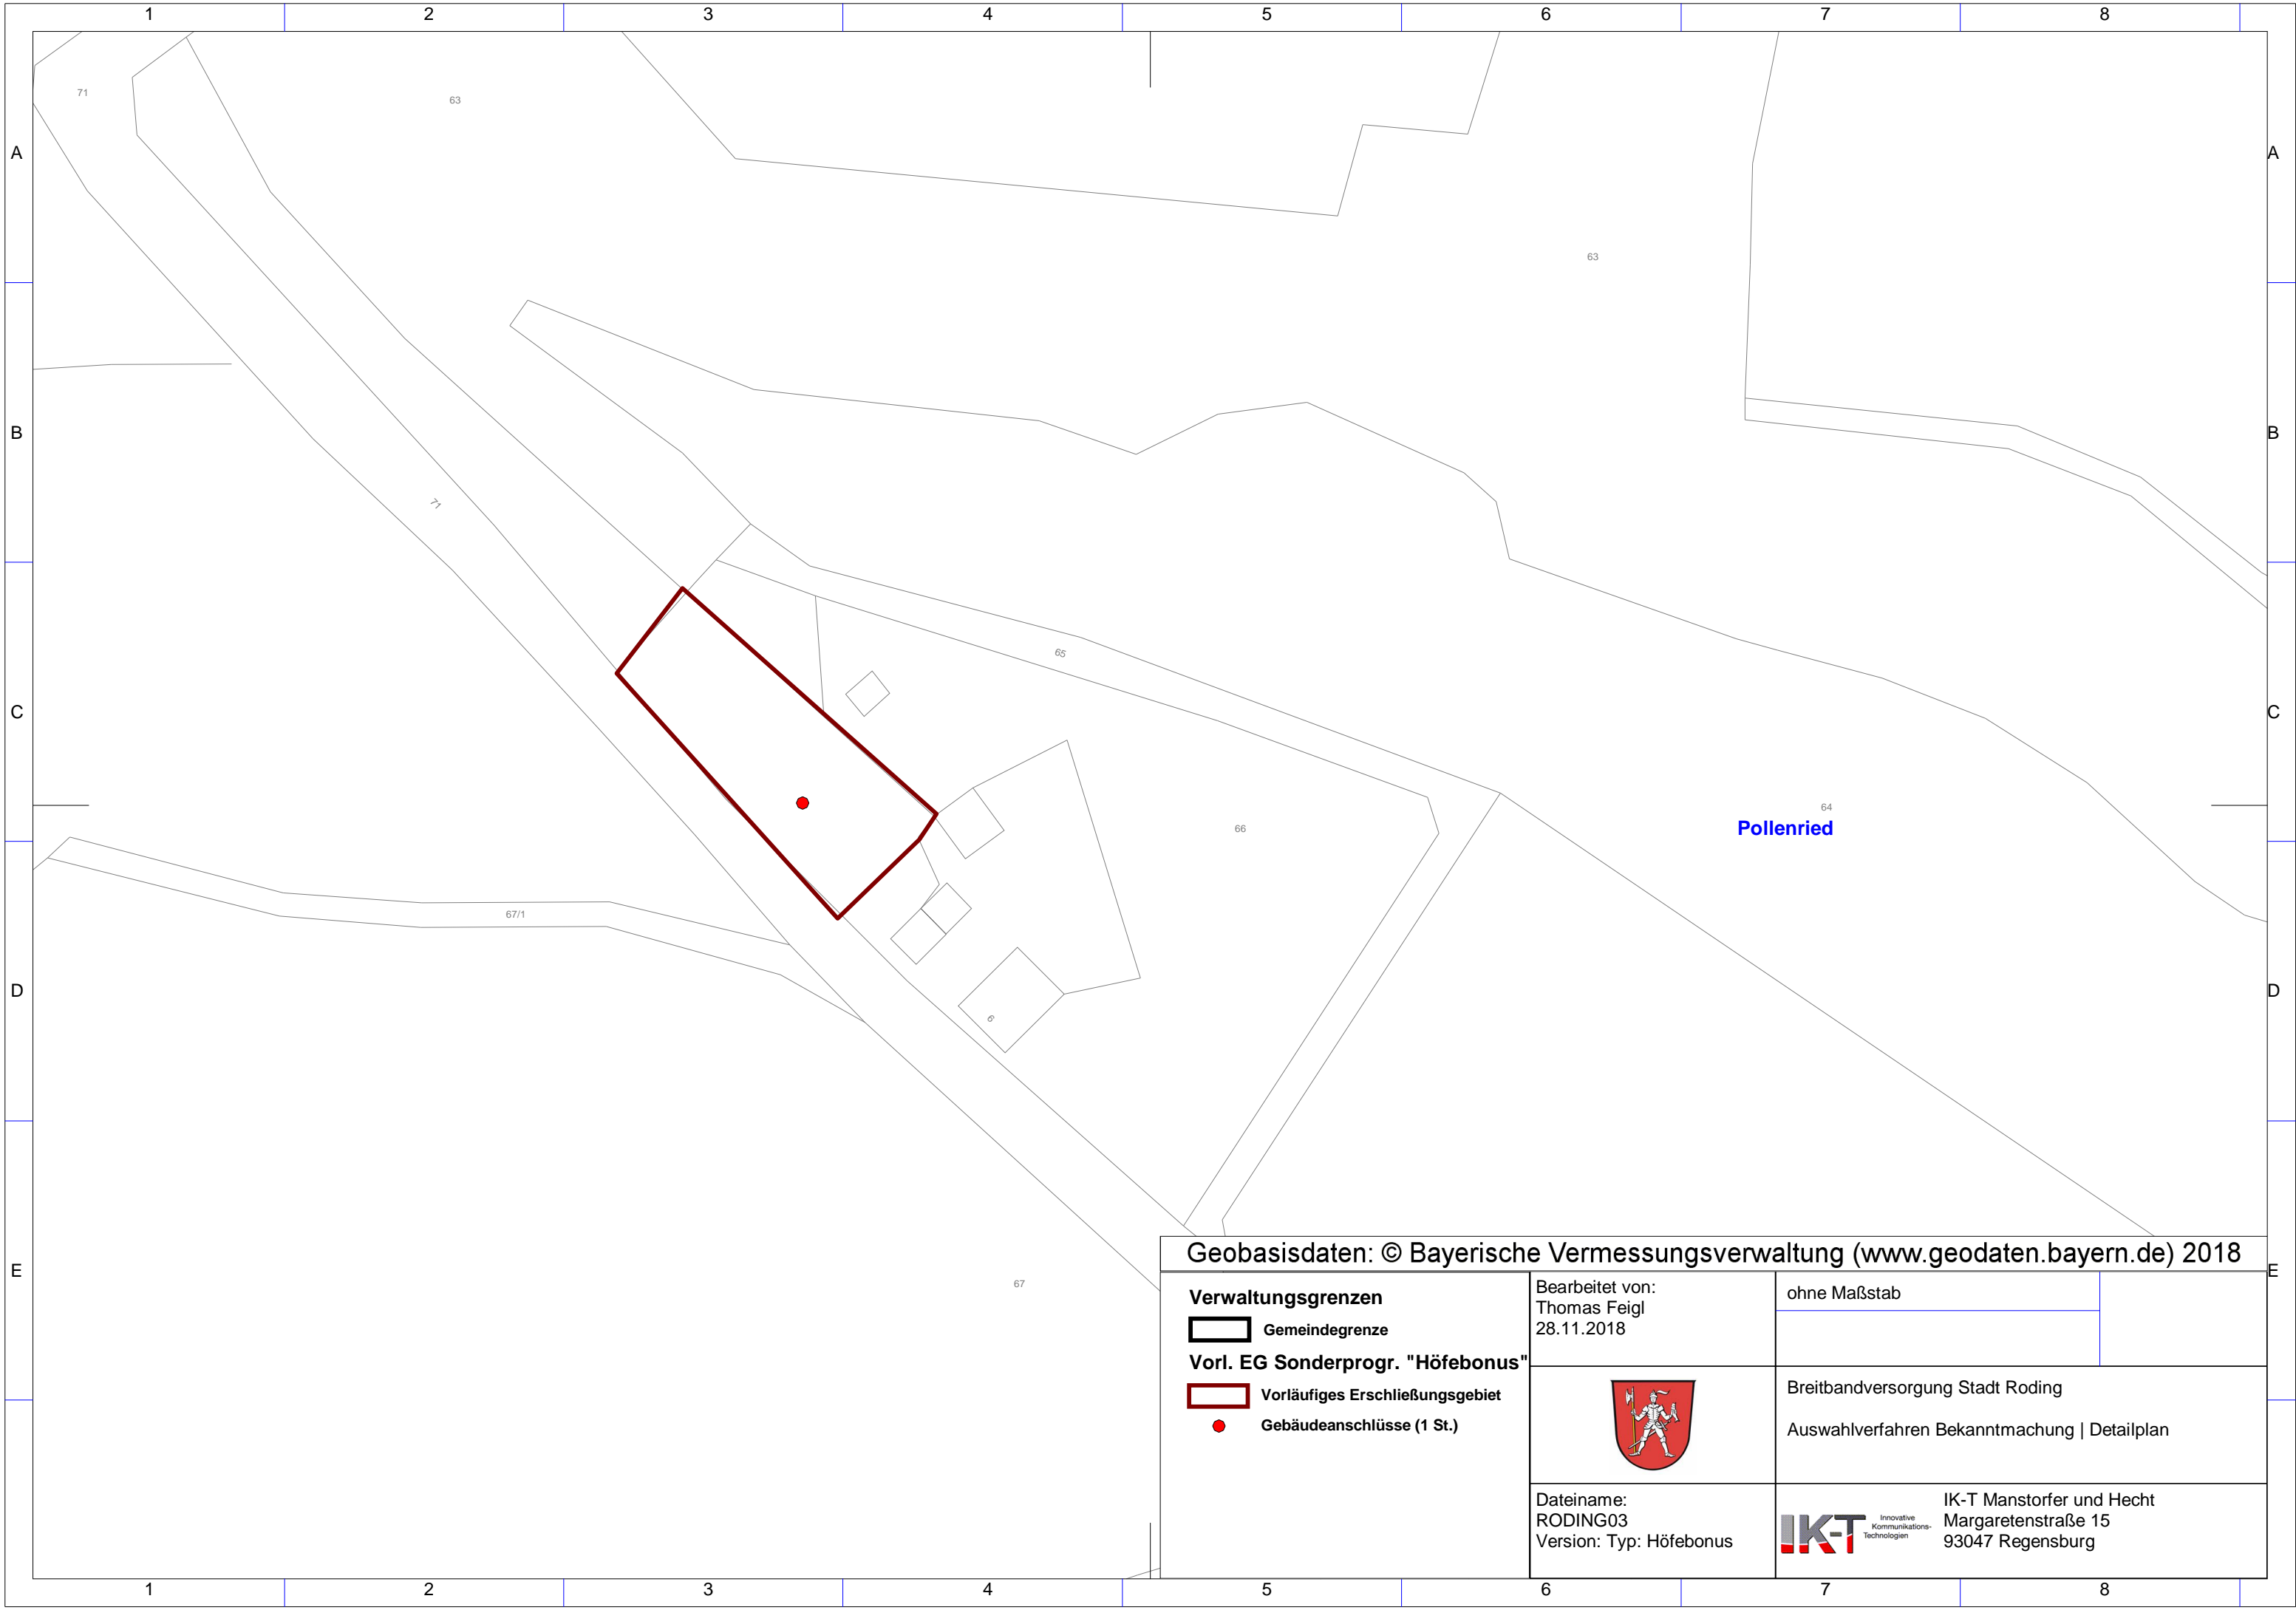 1 2 3 4 5 6 7 8
71
63
A A
63
B B
71
65
C C
64
Pollenried
66
67/1
D D
6
E E
67
Geobasisdaten: © Bayerische Vermessungsverwaltung (www.geodaten.bayern.de) 2018
Verwaltungsgrenzen
Gemeindegrenze
Vorl. EG Sonderprogr. "Höfebonus"
Vorläufiges Erschließungsgebiet
Gebäudeanschlüsse (1 St.)
Bearbeitet von:
Thomas Feigl
28.11.2018
ohne Maßstab
Breitbandversorgung Stadt Roding
Auswahlverfahren Bekanntmachung | Detailplan
Dateiname:
RODING03
Version: Typ: Höfebonus
IK-T
Innovative
Kommunikations-
Technologien
IK-T Manstorfer und Hecht
Margaretenstraße 15
93047 Regensburg
1 2 3 4 5 6 7 8